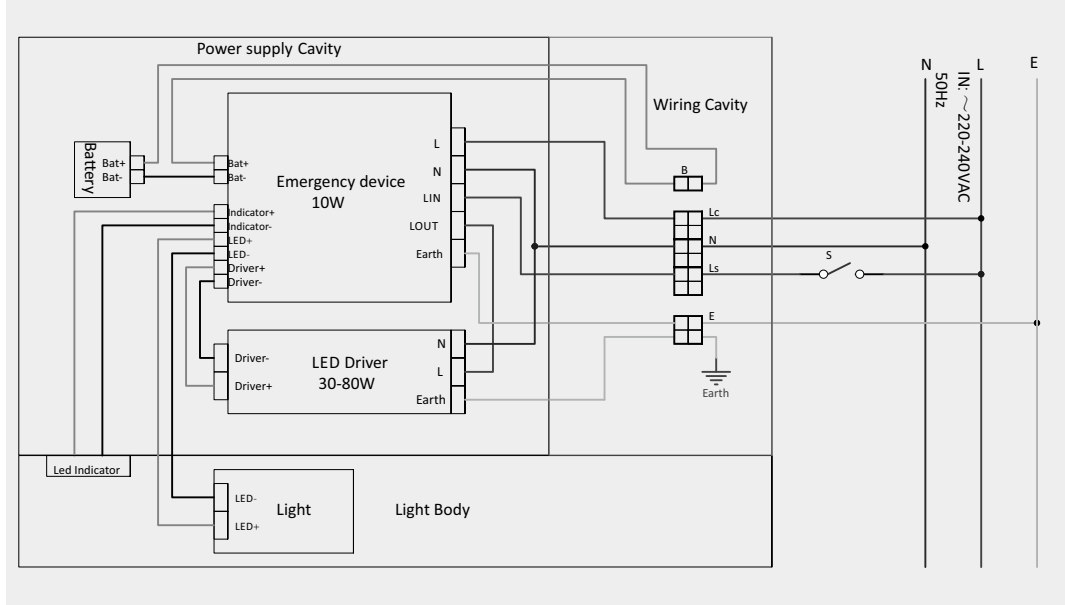 Power supply Cavity
Wiring Cavity
N
L
E
IN: ～220-240VAC
50Hz
Battery
Bat+
Bat-
Bat+
Bat-
Indicator+
Indicator-
LED+
LED-
Driver+
Driver-
Emergency device
10W
L
N
LIN
LOUT
Earth
B
Lc
N
Ls
S
E
Earth
Driver-
Driver+
LED Driver
30-80W
N
L
Earth
Led Indicator
LED-
LED+
Light
Light Body